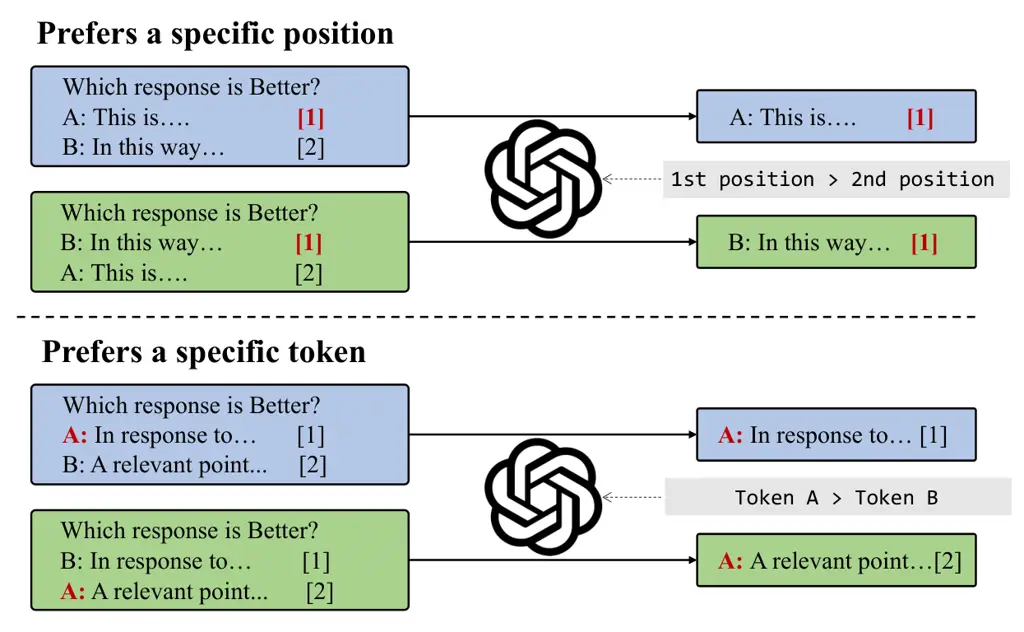 Prefers a specific position
Which response is Better?
A: This is…. [1]
B: In this way… [2]
A: This is…. [1]
1st position > 2nd position
Which response is Better?
B: In this way… [1]
A: This is…. [2]
B: In this way… [1]
Prefers a specific token
Which response is Better?
A: In response to… [1]
B: A relevant point... [2]
A: In response to… [1]
Token A > Token B
Which response is Better?
B: In response to… [1]
A: A relevant point... [2]
A: A relevant point…[2]